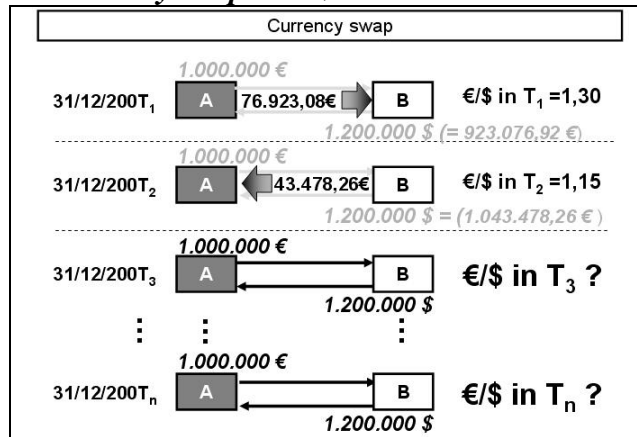 Currency swap
1.000.000 €
31/12/200T1 A 76.923,08€ B €/$ in T1 =1,30
1.200.000 $ (= 923.076,92 €)
1.000.000 €
31/12/200T2 A 43.478,26€ B €/$ in T2 =1,15
1.200.000 $ = (1.043.478,26 €)
1.000.000 €
31/12/200T3 A B €/$ in T3 ?
1.200.000 $
1.000.000 €
31/12/200Tn A B €/$ in Tn ?
1.200.000 $